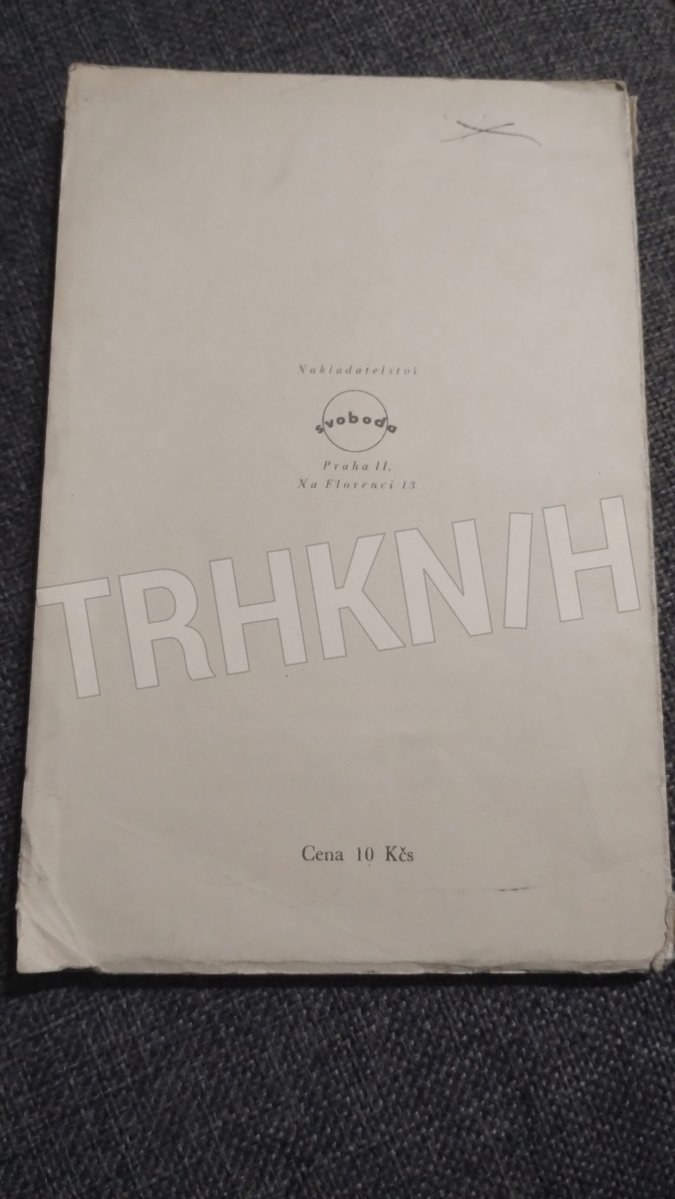 Nakladatelství
svoboda
Praha II.
Na Florenci 13
TRHKNIH
Cena 10 Kčs